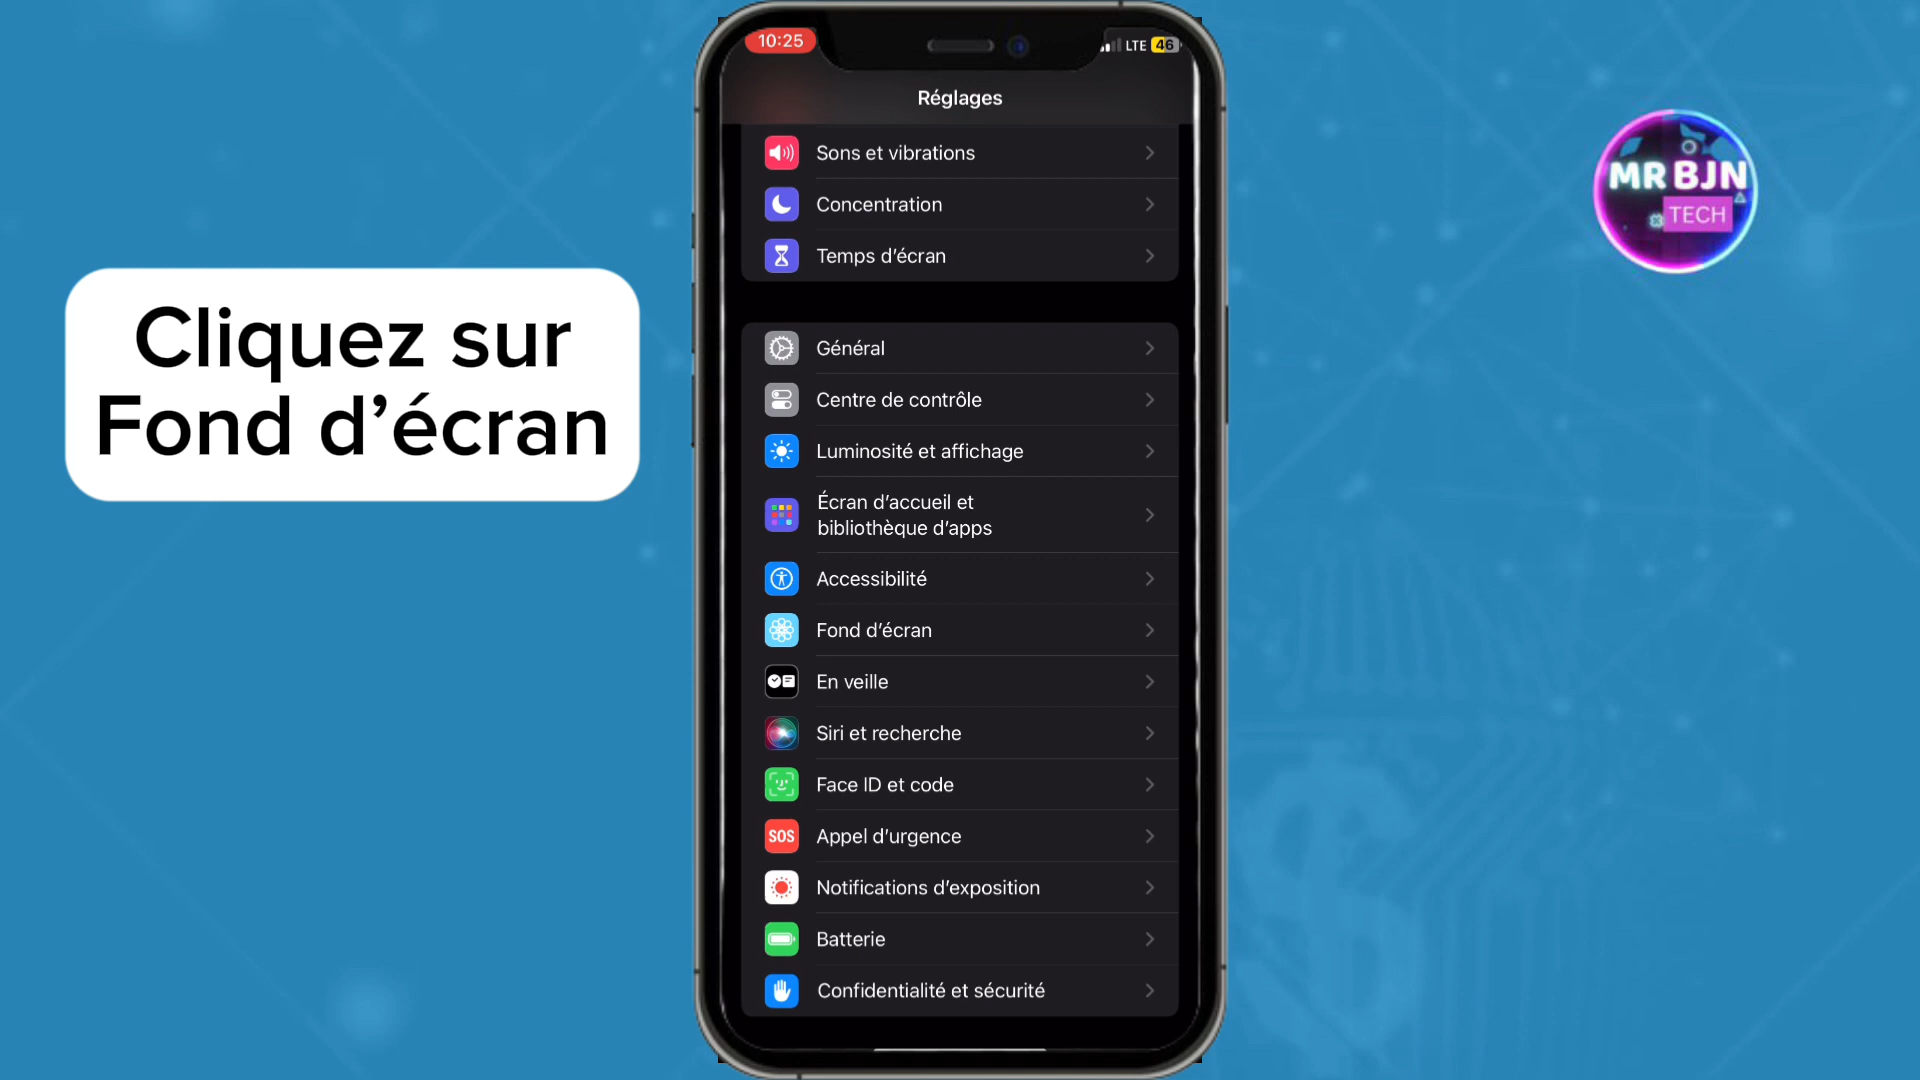 10:25
LTE 46
Réglages
Sons et vibrations
Concentration
Temps d’écran
Général
Centre de contrôle
Luminosité et affichage
Écran d’accueil et
bibliothèque d’apps
Accessibilité
Fond d’écran
En veille
Siri et recherche
Face ID et code
SOS Appel d’urgence
Notifications d’exposition
Batterie
Confidentialité et sécurité
Cliquez sur
Fond d’écran
MR BJN
TECH